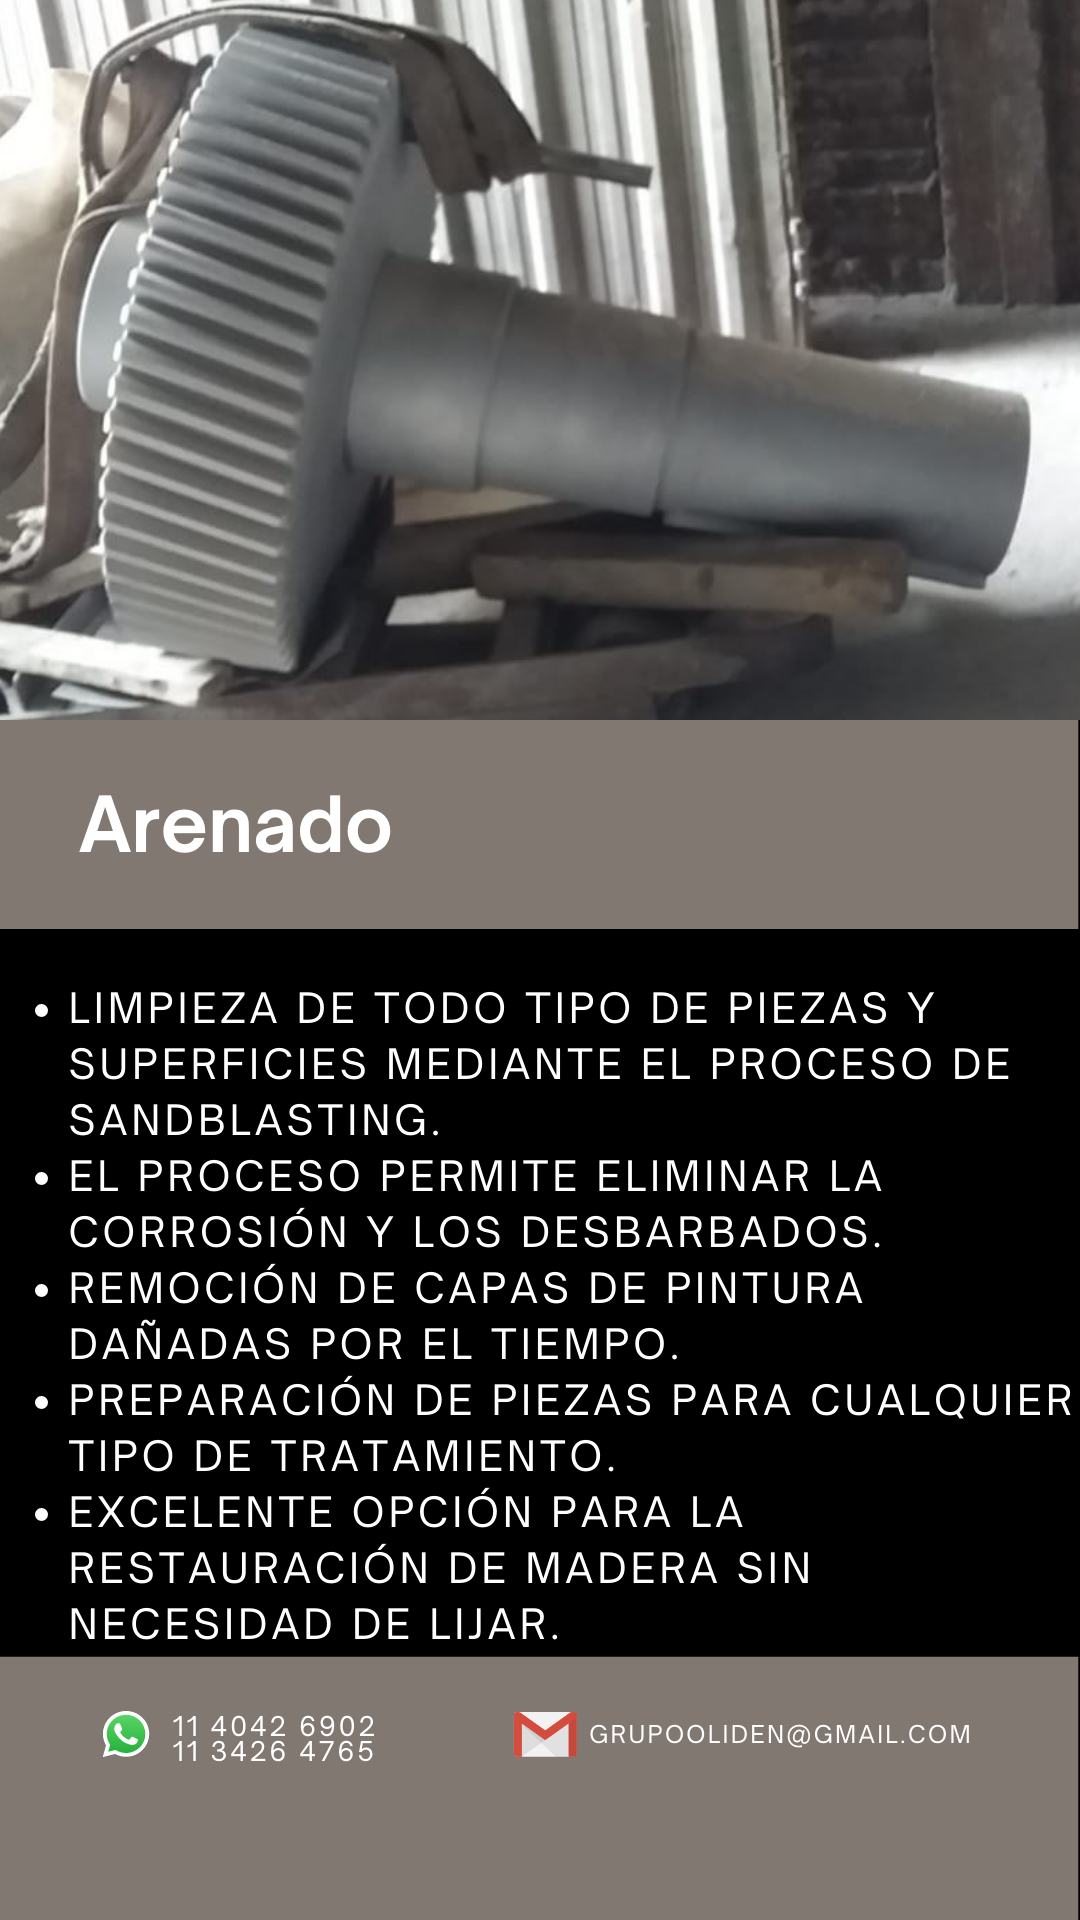 Arenado
• LIMPIEZA DE TODO TIPO DE PIEZAS Y
SUPERFICIES MEDIANTE EL PROCESO DE
SANDBLASTING.
• EL PROCESO PERMITE ELIMINAR LA
CORROSIÓN Y LOS DESBARBADOS.
• REMOCIÓN DE CAPAS DE PINTURA
DAÑADAS POR EL TIEMPO.
• PREPARACIÓN DE PIEZAS PARA CUALQUIER
TIPO DE TRATAMIENTO.
• EXCELENTE OPCIÓN PARA LA
RESTAURACIÓN DE MADERA SIN
NECESIDAD DE LIJAR.
11 4042 6902
11 3426 4765
GRUPOOLIDEN@GMAIL.COM